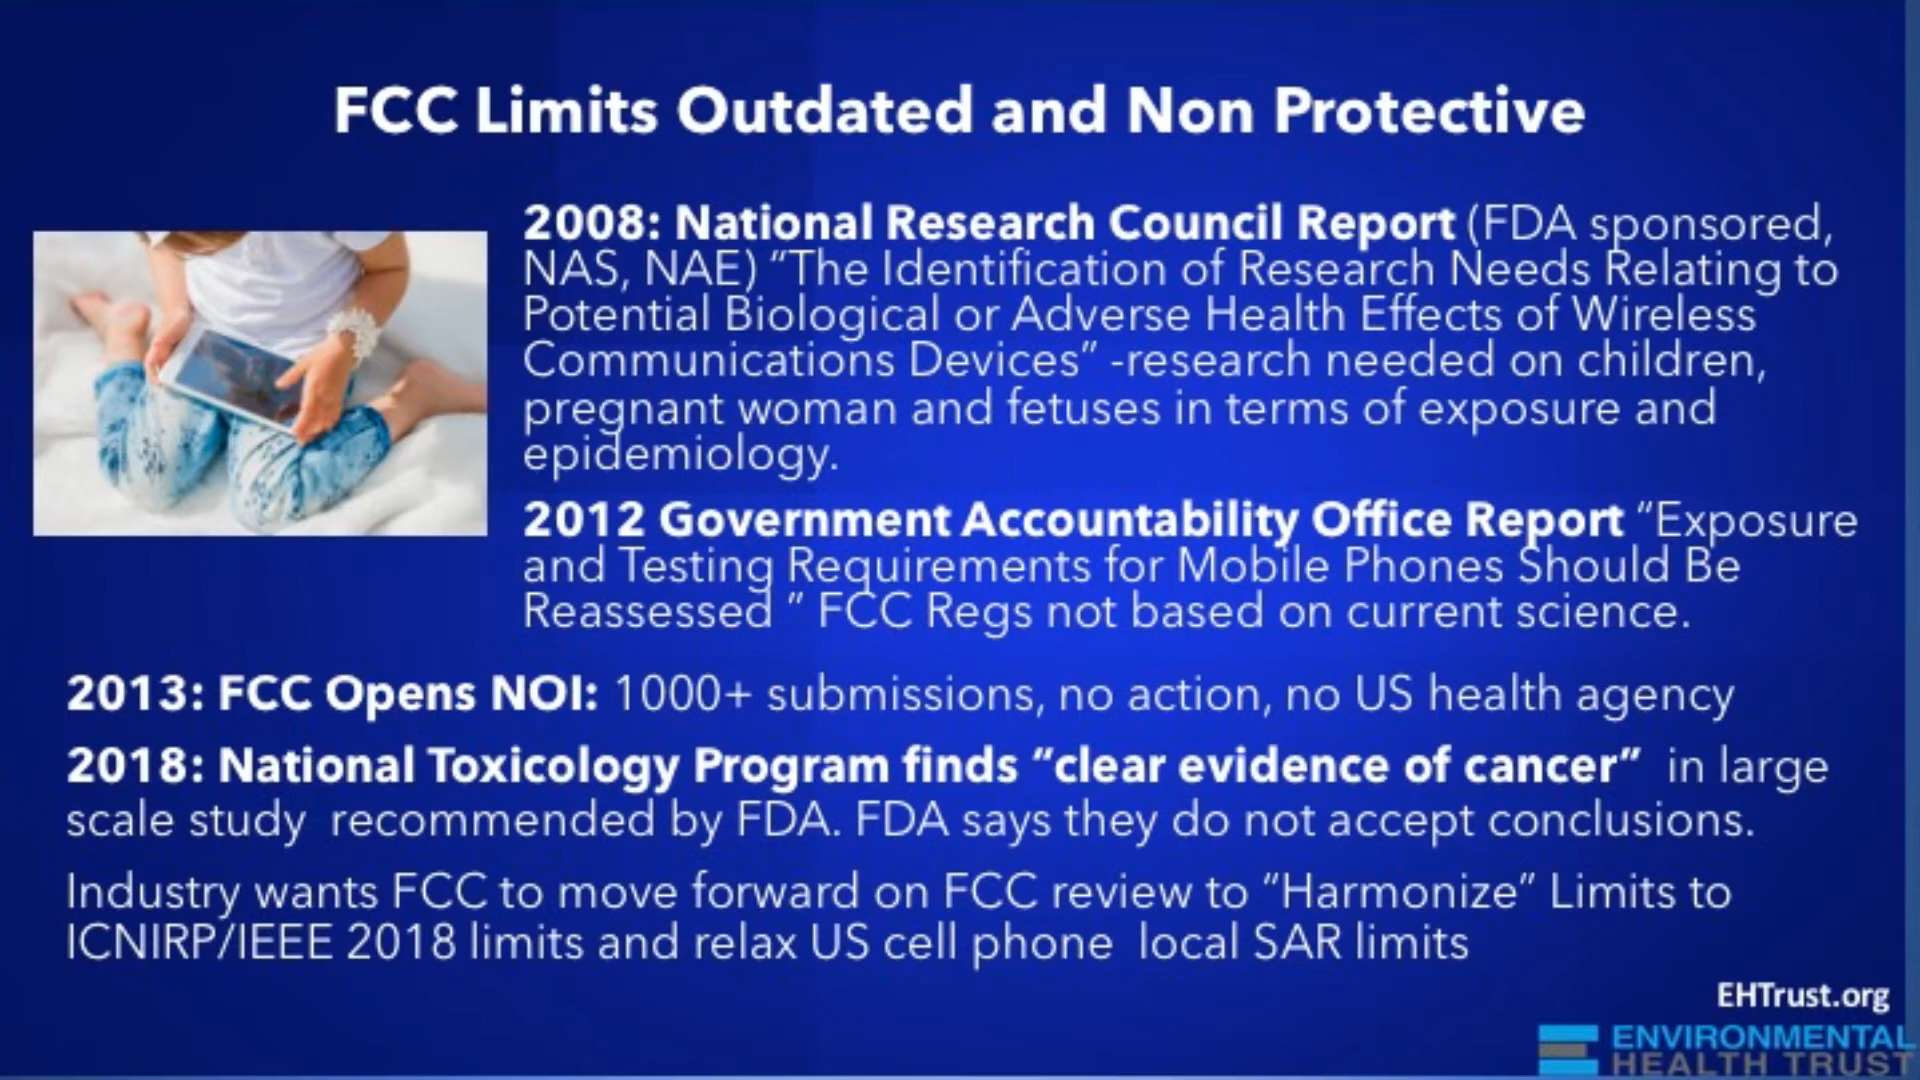 FCC Limits Outdated and Non Protective
2008: National Research Council Report (FDA sponsored,
NAS, NAE) “The Identification of Research Needs Relating to
Potential Biological or Adverse Health Effects of Wireless
Communications Devices” -research needed on children,
pregnant woman and fetuses in terms of exposure and
epidemiology.
2012 Government Accountability Office Report “Exposure
and Testing Requirements for Mobile Phones Should Be
Reassessed ” FCC Regs not based on current science.
2013: FCC Opens NOI: 1000+ submissions, no action, no US health agency
2018: National Toxicology Program finds “clear evidence of cancer” in large
scale study recommended by FDA. FDA says they do not accept conclusions.
Industry wants FCC to move forward on FCC review to “Harmonize” Limits to
ICNIRP/IEEE 2018 limits and relax US cell phone local SAR limits
EHTrust.org
ENVIRONMENTAL
HEALTH TRUST